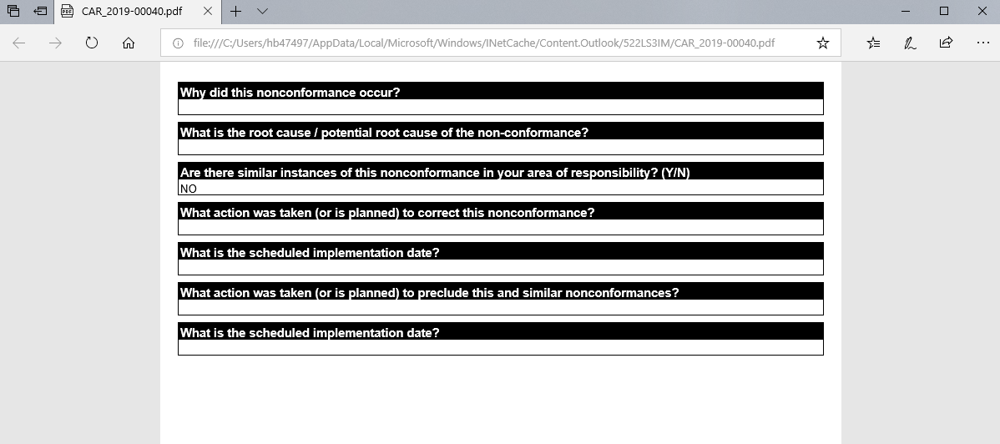 CAR_2019-00040.pdf
file:///C:/Users/hb47497/AppData/Local/Microsoft/Windows/INetCache/Content.Outlook/522LS3IM/CAR_2019-00040.pdf
Why did this nonconformance occur?
What is the root cause / potential root cause of the non-conformance?
Are there similar instances of this nonconformance in your area of responsibility? (Y/N)
NO
What action was taken (or is planned) to correct this nonconformance?
What is the scheduled implementation date?
What action was taken (or is planned) to preclude this and similar nonconformances?
What is the scheduled implementation date?